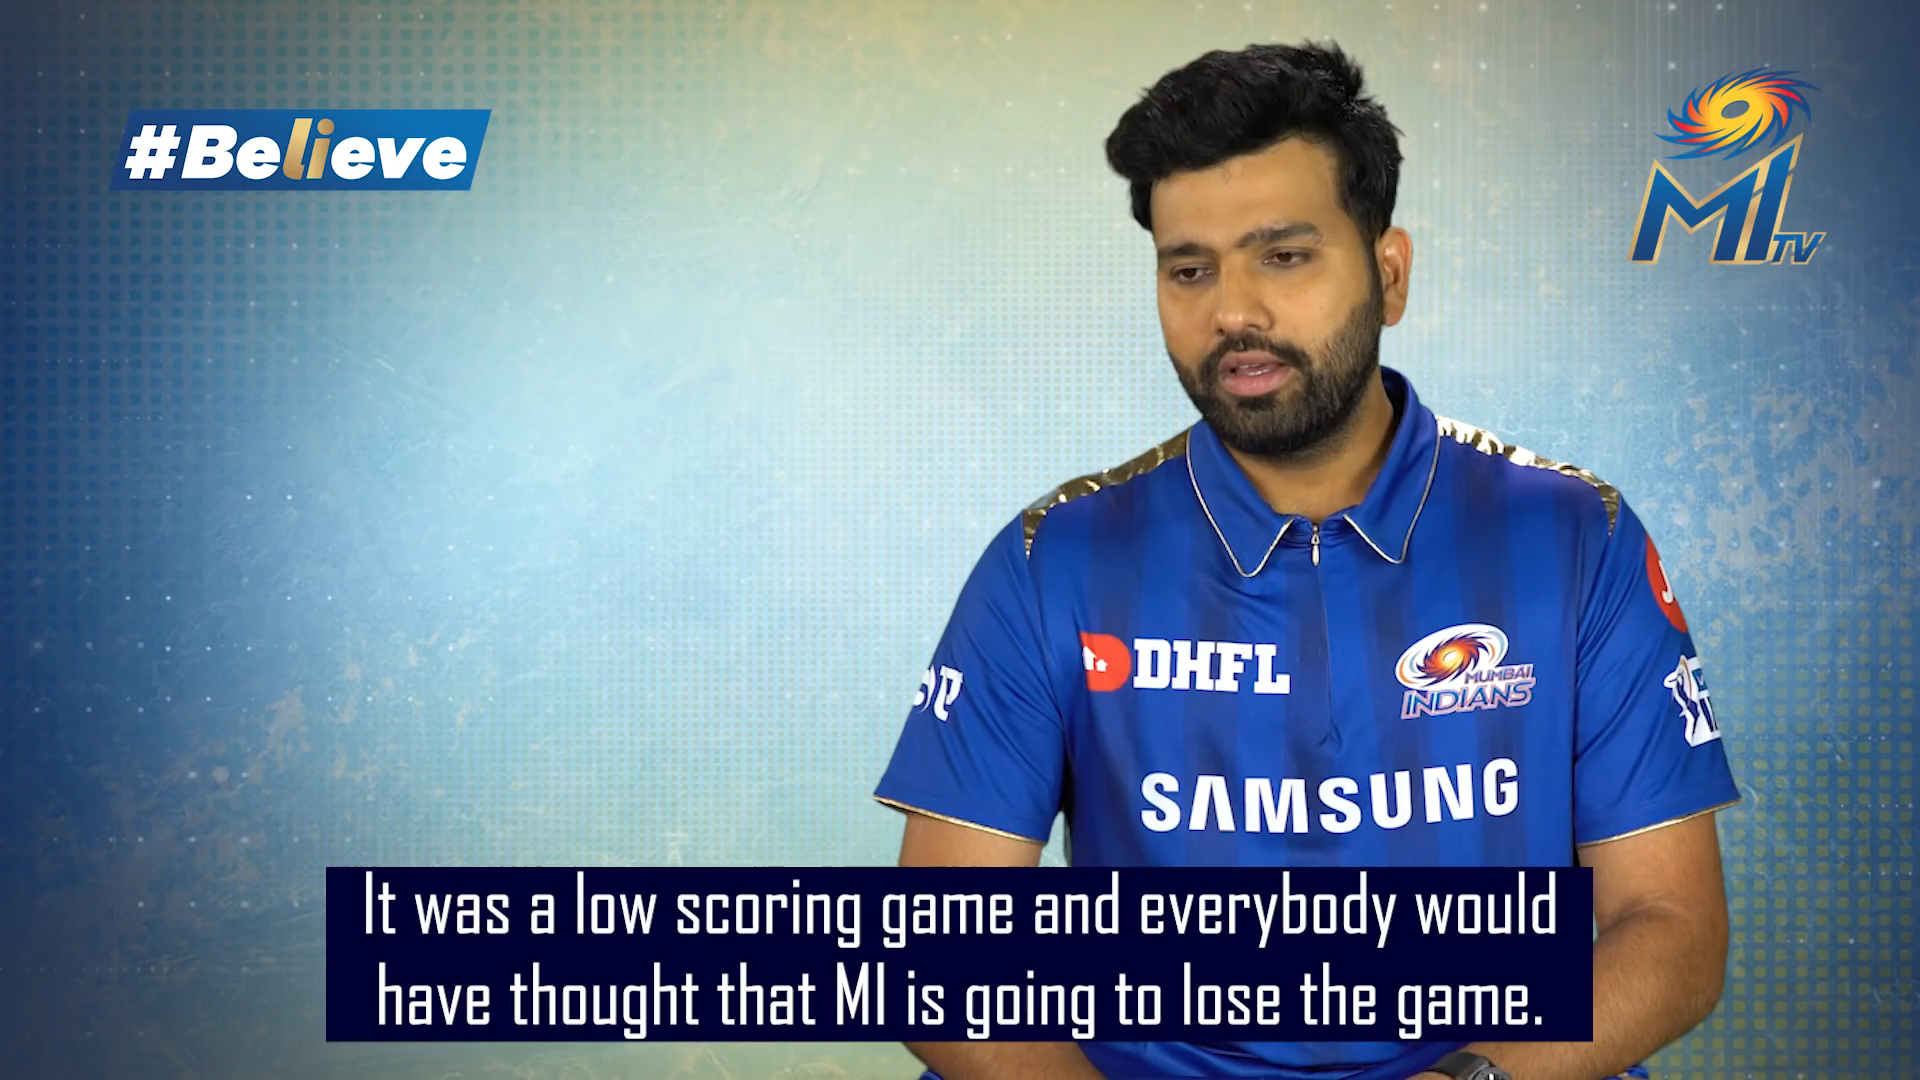 #Believe
MI TV
DHFL
MUMBAI
INDIANS
SAMSUNG
It was a low scoring game and everybody would
have thought that MI is going to lose the game.